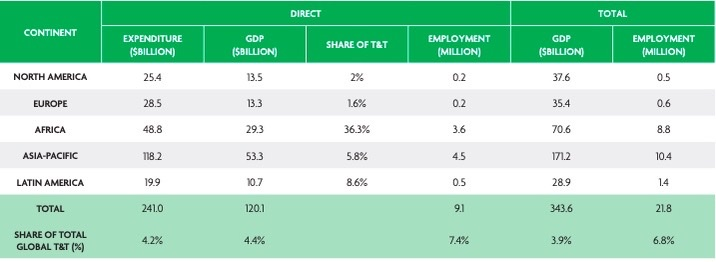 CONTINENT DIRECT TOTAL
EXPENDITURE ($BILLION) GDP ($BILLION) SHARE OF T&T EMPLOYMENT (MILLION) GDP ($BILLION) EMPLOYMENT (MILLION)
NORTH AMERICA 25.4 13.5 2% 0.2 37.6 0.5
EUROPE 28.5 13.3 1.6% 0.2 35.4 0.6
AFRICA 48.8 29.3 36.3% 3.6 70.6 8.8
ASIA-PACIFIC 118.2 53.3 5.8% 4.5 171.2 10.4
LATIN AMERICA 19.9 10.7 8.6% 0.5 28.9 1.4
TOTAL 241.0 120.1 9.1 343.6 21.8
SHARE OF TOTAL GLOBAL T&T (%) 4.2% 4.4% 7.4% 3.9% 6.8%